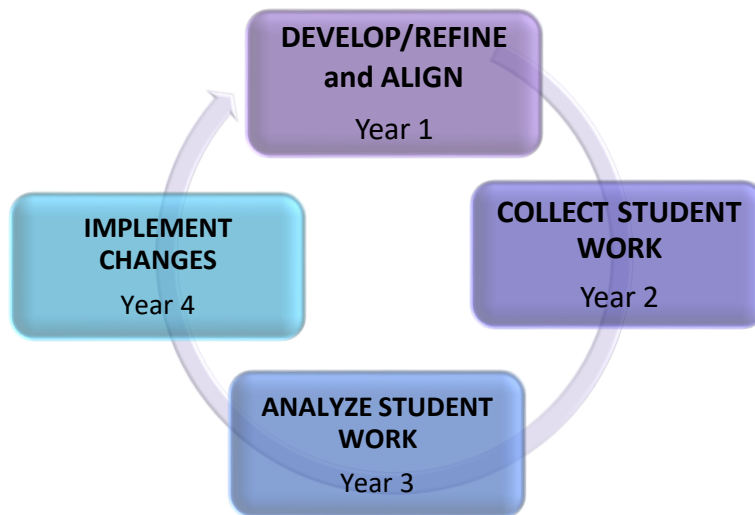 DEVELOP/REFINE
and ALIGN
Year 1
COLLECT STUDENT
WORK
Year 2
ANALYZE STUDENT
WORK
Year 3
IMPLEMENT
CHANGES
Year 4